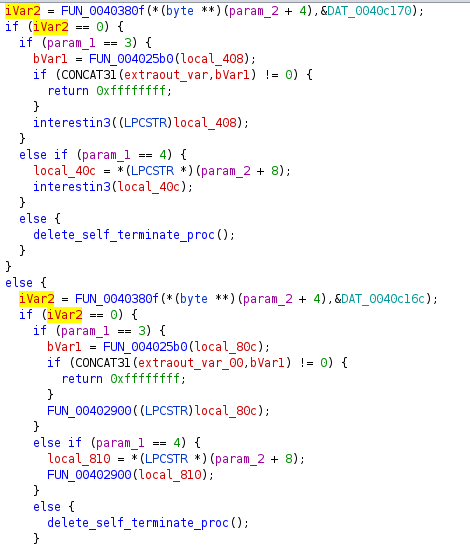 iVar2 = FUN_0040380f(*(byte **)(param_2 + 4),&DAT_0040c170);
if (iVar2 == 0) {
if (param_1 == 3) {
bVar1 = FUN_004025b0(local_408);
if (CONCAT31(extraout_var,bVar1) != 0) {
return 0xffffffff;
}
interestin3((LPCSTR)local_408);
}
else if (param_1 == 4) {
local_40c = *(LPCSTR *)(param_2 + 8);
interestin3(local_40c);
}
else {
delete_self_terminate_proc();
}
}
else {
iVar2 = FUN_0040380f(*(byte **)(param_2 + 4),&DAT_0040c16c);
if (iVar2 == 0) {
if (param_1 == 3) {
bVar1 = FUN_004025b0(local_80c);
if (CONCAT31(extraout_var_00,bVar1) != 0) {
return 0xffffffff;
}
FUN_00402900((LPCSTR)local_80c);
}
else if (param_1 == 4) {
local_810 = *(LPCSTR *)(param_2 + 8);
FUN_00402900(local_810);
}
else {
delete_self_terminate_proc();
}